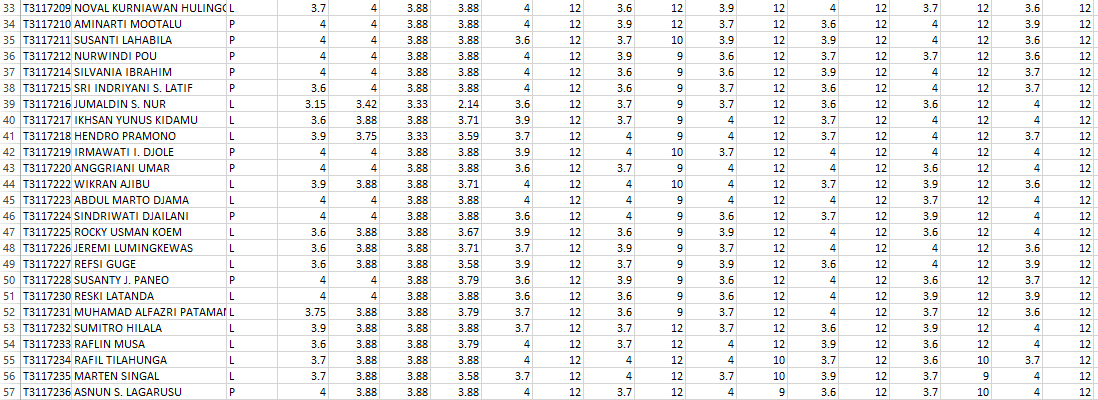 33 T3117209 NOVAL KURNIAWAN HULINGO L 3.7 4 3.88 3.88 4 12 3.6 12 3.9 12 4 12 3.7 12 3.6 12
34 T3117210 AMINARTI MOOTALU P 4 4 3.88 3.88 4 12 3.9 12 3.7 12 3.6 12 4 12 3.9 12
35 T3117211 SUSANTI LAHABILA P 4 4 3.88 3.88 3.6 12 3.7 10 3.9 12 3.9 12 4 12 3.6 12
36 T3117212 NURWINDI POU P 4 4 3.88 3.88 4 12 3.9 9 3.6 12 3.7 12 3.7 12 3.6 12
37 T3117214 SILVANIA IBRAHIM P 4 4 3.88 3.88 4 12 3.6 9 3.6 12 3.9 12 4 12 3.7 12
38 T3117215 SRI INDRIYANI S. LATIF P 3.6 4 3.88 3.88 4 12 3.6 9 3.7 12 3.6 12 4 12 3.7 12
39 T3117216 JUMALDIN S. NUR L 3.15 3.42 3.33 2.14 3.6 12 3.7 9 3.7 12 3.6 12 3.6 12 4 12
40 T3117217 IKHSAN YUNUS KIDAMU L 3.6 3.88 3.88 3.71 3.9 12 3.7 9 4 12 3.7 12 4 12 4 12
41 T3117218 HENDRO PRAMONO L 3.9 3.75 3.33 3.59 3.7 12 4 9 4 12 3.7 12 4 12 3.7 12
42 T3117219 IRMAWATI I. DJOLE P 4 4 3.88 3.88 3.9 12 4 10 3.7 12 4 12 4 12 4 12
43 T3117220 ANGGRIANI UMAR P 4 4 3.88 3.88 3.6 12 3.7 9 4 12 4 12 3.6 12 4 12
44 T3117222 WIKRAN AJIBU L 3.9 3.88 3.88 3.71 4 12 4 10 4 12 3.7 12 3.9 12 3.6 12
45 T3117223 ABDUL MARTO DJAMA L 4 4 3.88 3.88 4 12 4 9 4 12 4 12 4 12 4 12
46 T3117224 SINDRIWATI DJAILANI P 4 4 3.88 3.88 3.6 12 4 9 3.6 12 3.7 12 3.9 12 4 12
47 T3117225 ROCKY USMAN KOEM L 3.6 3.88 3.88 3.67 3.9 12 3.6 9 3.9 12 3.6 12 4 12 4 12
48 T3117226 JEREMI LUMINGKEWAS L 3.6 3.88 3.88 3.71 3.7 12 3.9 9 3.7 12 4 12 4 12 3.6 12
49 T3117227 REFSI GUGE L 3.6 3.88 3.88 3.58 3.9 12 3.7 9 3.9 12 3.6 12 4 12 3.9 12
50 T3117228 SUSANTY J. PANEO P 4 4 3.88 3.79 3.6 12 3.9 9 3.6 12 4 12 3.6 12 3.7 12
51 T3117230 RESKI LATANDA L 4 4 3.88 3.88 3.6 12 3.6 9 3.6 12 4 12 3.9 12 3.9 12
52 T3117231 MUHAMAD ALFAZRI PATAMAN L 3.75 3.88 3.88 3.79 3.7 12 3.6 9 3.7 12 4 12 3.7 12 3.6 12
53 T3117232 SUMITRO HILALA L 3.9 3.88 3.88 3.88 3.7 12 3.7 12 3.7 12 3.6 12 3.9 12 4 12
54 T3117233 RAFLIN MUSA L 3.6 3.88 3.88 3.79 4 12 3.7 12 4 12 3.9 12 3.6 12 4 12
55 T3117234 RAFIL TILAHUNGA L 3.7 3.88 3.88 3.88 4 12 4 12 4 10 3.7 12 3.6 10 3.7 12
56 T3117235 MARTEN SINGAL L 3.7 3.88 3.88 3.58 3.7 12 4 12 3.7 10 3.9 12 3.7 9 4 12
57 T3117236 ASNUN S. LAGARUSU P 4 3.88 3.88 3.88 4 12 3.7 12 4 9 3.6 12 3.7 10 4 12